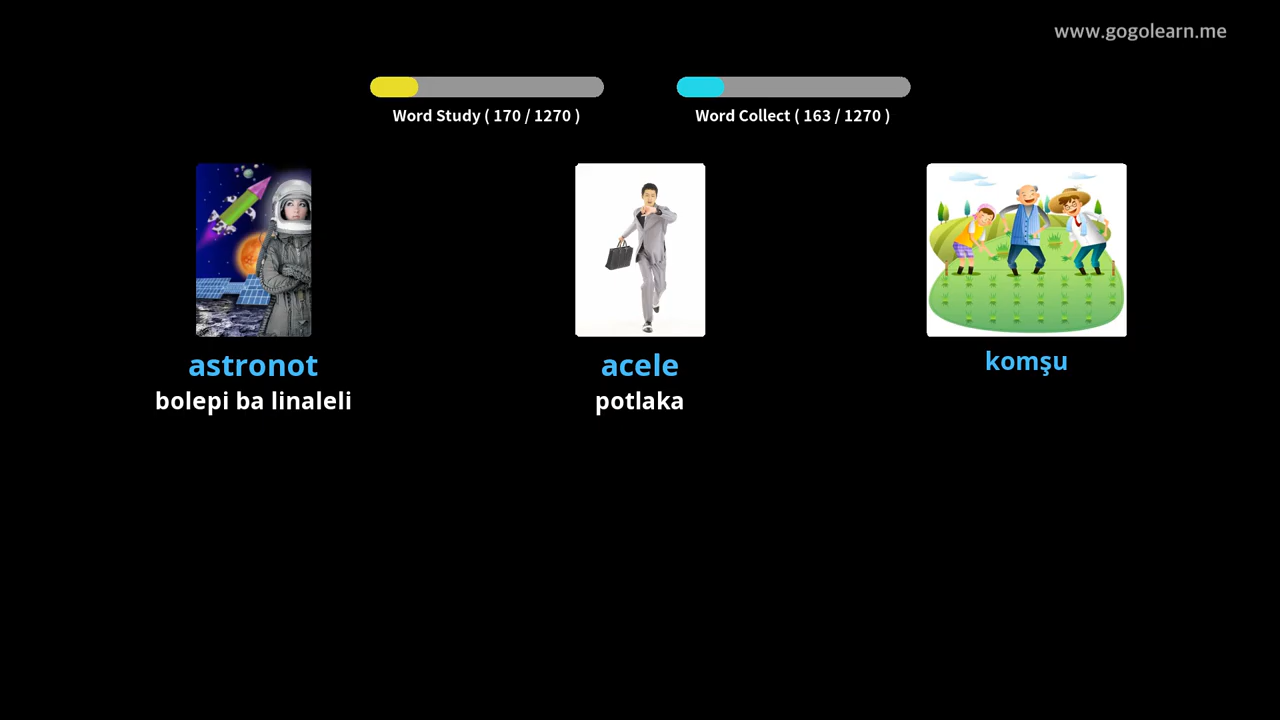 www.gogolearn.me
Word Study ( 170 / 1270 )
Word Collect ( 163 / 1270 )
astronot
bolepi ba linaleli
acele
potlaka
komşu